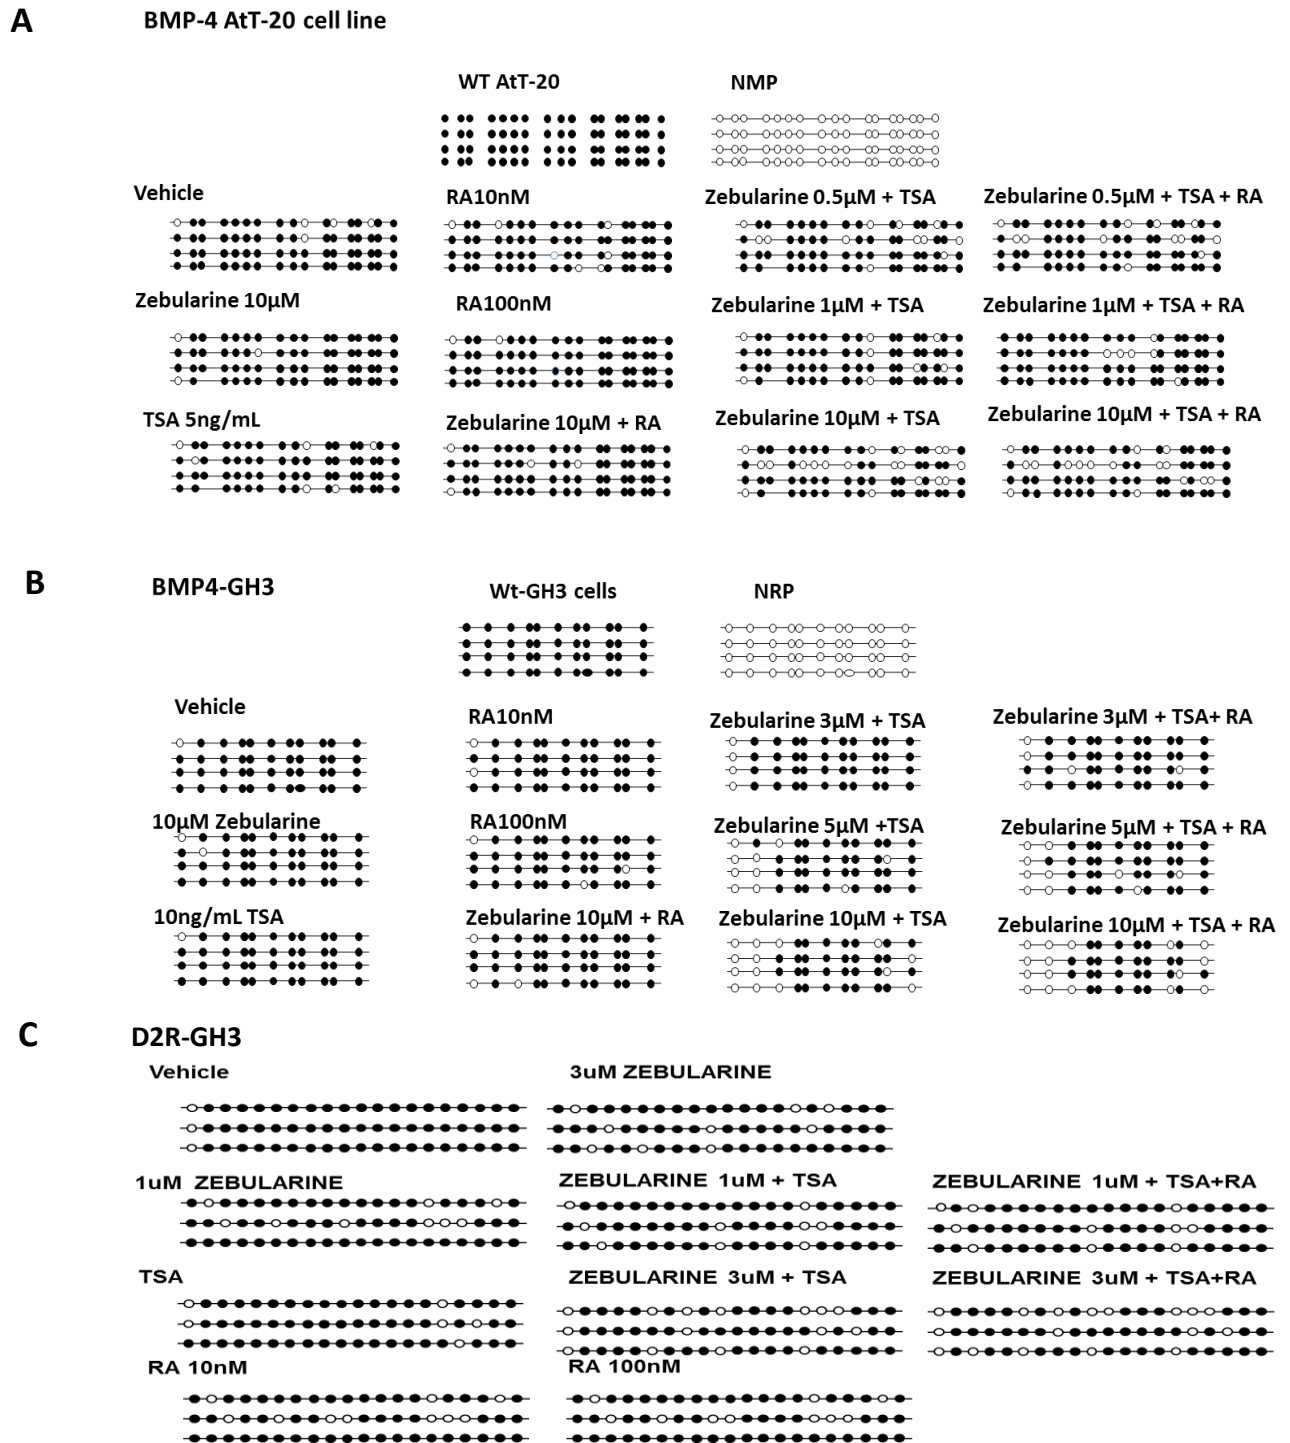 A
BMP-4 AtT-20 cell line
WT AtT-20
NMP
Vehicle
RA10nM
Zebularine 0.5µM + TSA
Zebularine 0.5µM + TSA + RA
Zebularine 10µM
RA100nM
Zebularine 1µM + TSA
Zebularine 1µM + TSA + RA
TSA 5ng/mL
Zebularine 10µM + RA
Zebularine 10µM + TSA
Zebularine 10µM + TSA + RA
B
BMP4-GH3
Wt-GH3 cells
NRP
Vehicle
RA10nM
Zebularine 3µM + TSA
Zebularine 3µM + TSA+ RA
10µM Zebularine
RA100nM
Zebularine 5µM +TSA
Zebularine 5µM + TSA + RA
10ng/mL TSA
Zebularine 10µM + RA
Zebularine 10µM + TSA
Zebularine 10µM + TSA + RA
C
D2R-GH3
Vehicle
3uM ZEBULARINE
1uM ZEBULARINE
ZEBULARINE 1uM + TSA
ZEBULARINE 1uM + TSA+RA
TSA
ZEBULARINE 3uM + TSA
ZEBULARINE 3uM + TSA+RA
RA 10nM
RA 100nM